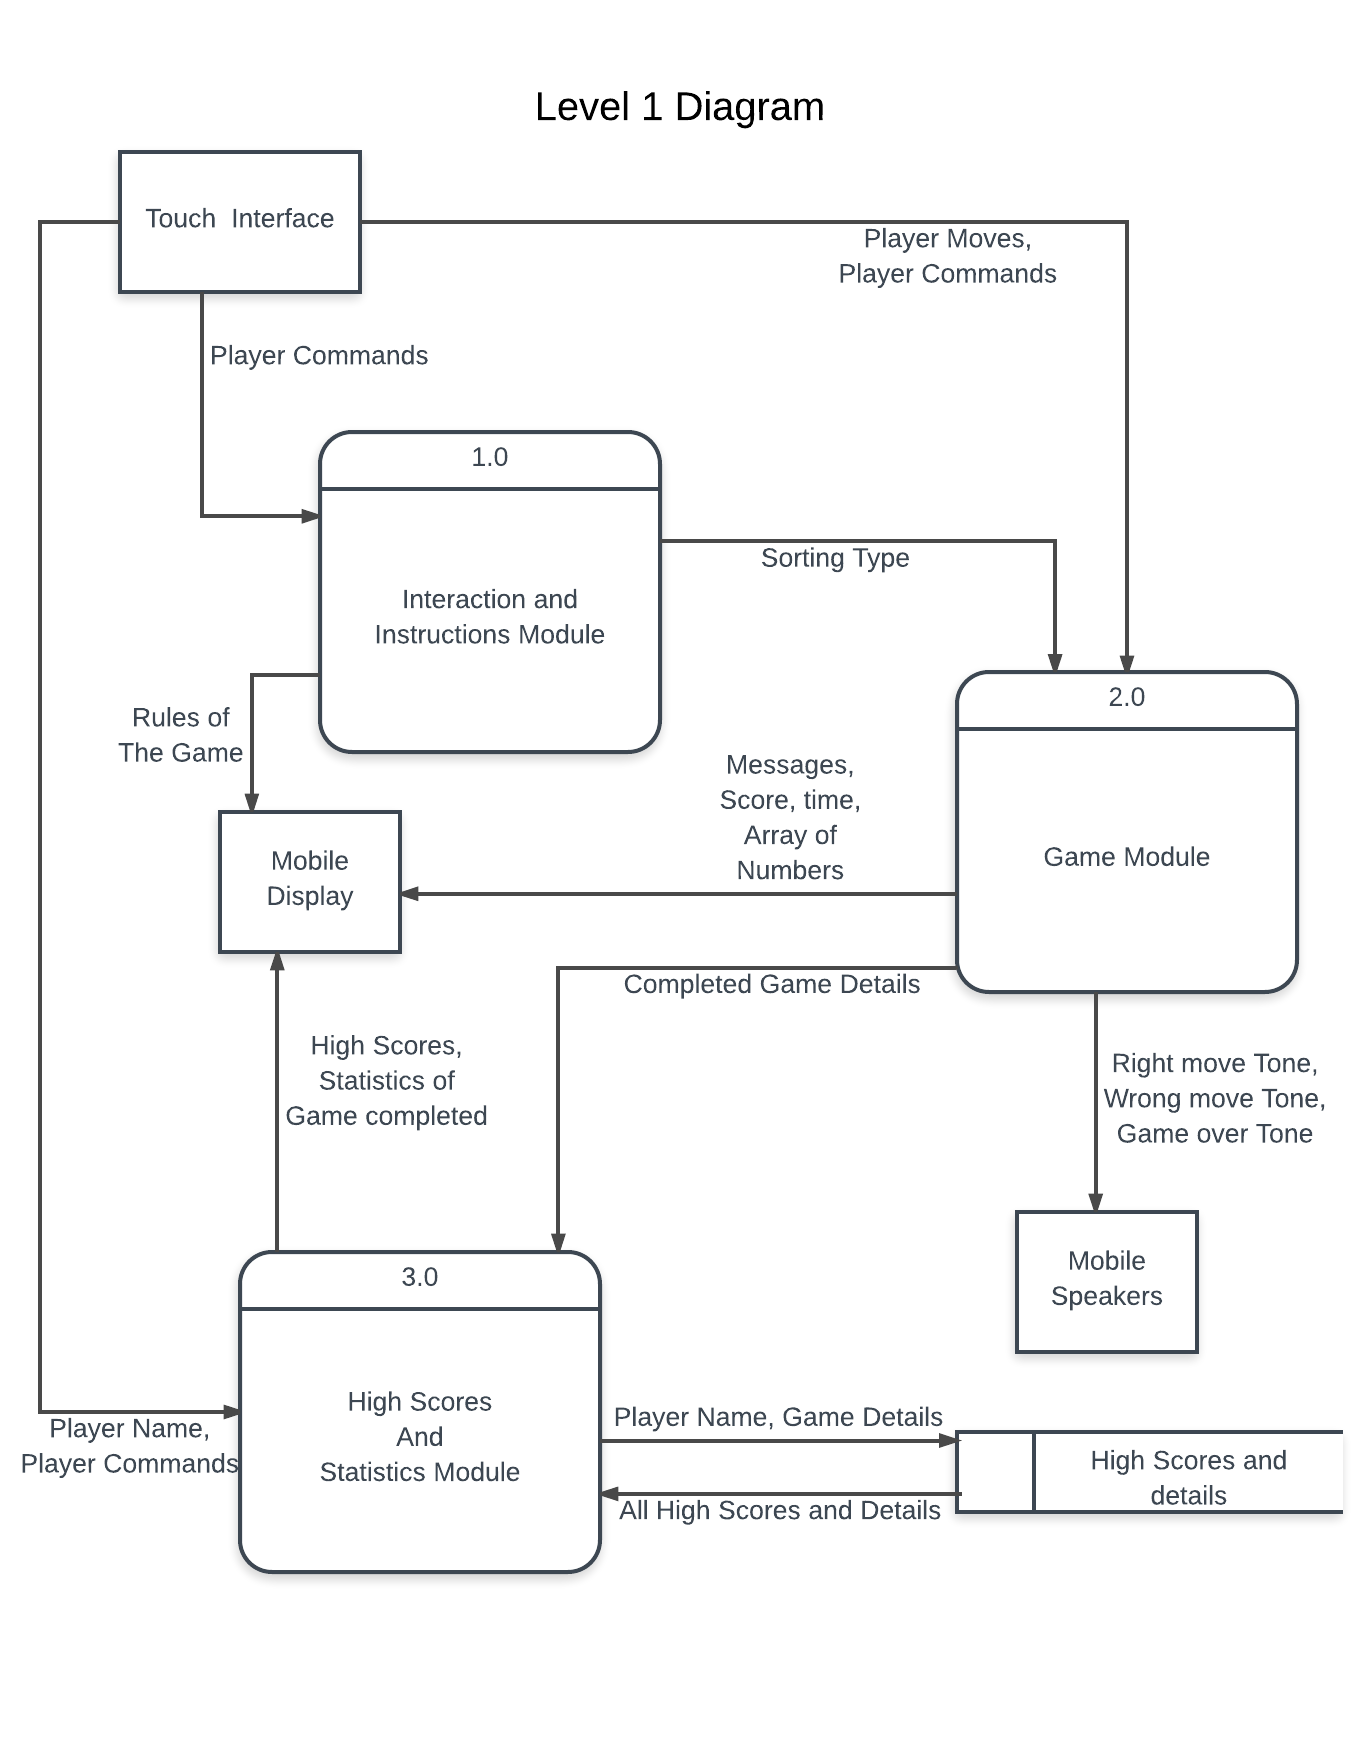 Level 1 Diagram
Touch  Interface
Player Moves,
Player Commands
Player Commands
1.0
Interaction and
Instructions Module
Sorting Type
Rules of
The Game
2.0
Game Module
Messages,
Score, time,
Array of
Numbers
Mobile
Display
Completed Game Details
High Scores,
Statistics of
Game completed
Right move Tone,
Wrong move Tone,
Game over Tone
Mobile
Speakers
3.0
High Scores
And
Statistics Module
Player Name,
Player Commands
Player Name, Game Details
All High Scores and Details
High Scores and
details